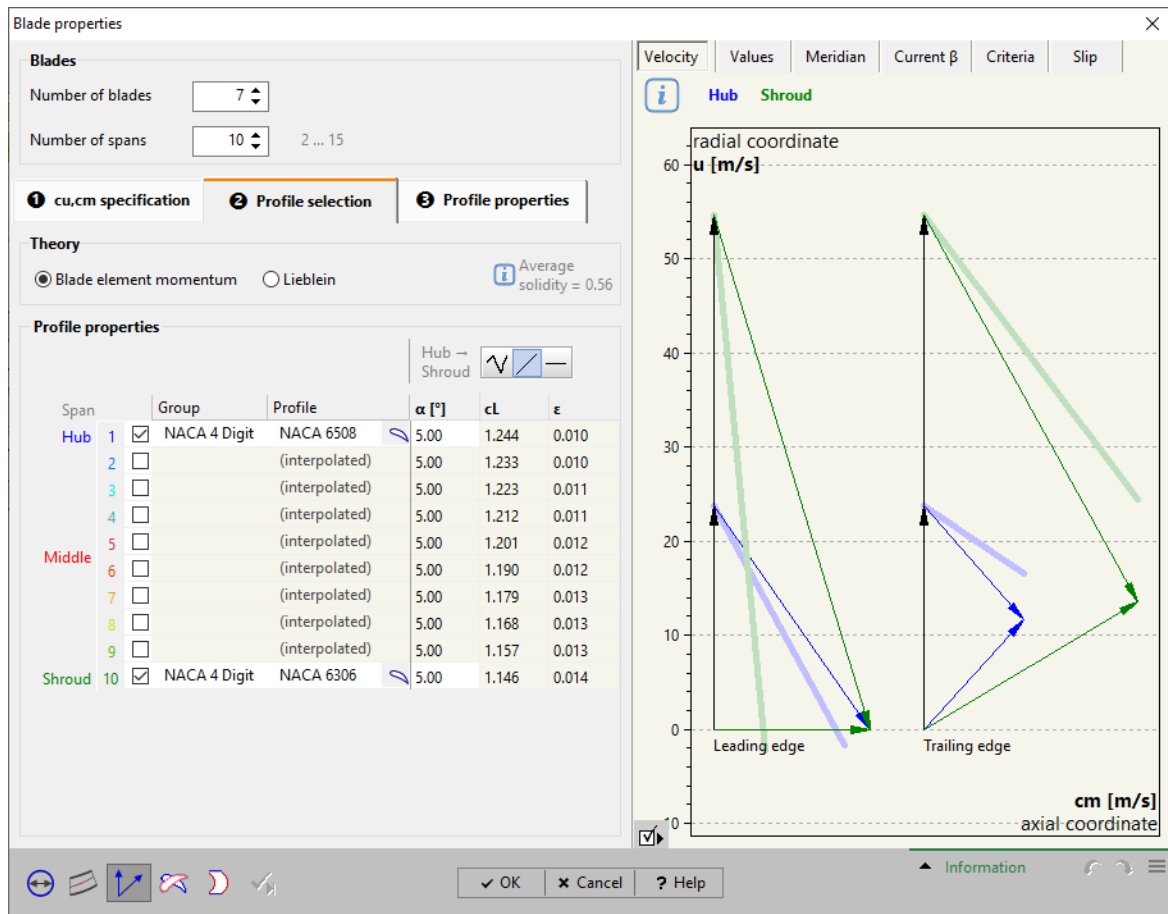 Blade properties
Blades
Number of blades 7
Number of spans 10 2 ... 15
1 cu,cm specification 2 Profile selection 3 Profile properties
Theory
Blade element momentum Lieblein
i Average
solidity = 0.56
Profile properties
Hub →
Shroud
Span Group Profile α [°] cL ε
Hub 1 NACA 4 Digit NACA 6508 5.00 1.244 0.010
2 (interpolated) 5.00 1.233 0.010
3 (interpolated) 5.00 1.223 0.011
4 (interpolated) 5.00 1.212 0.011
Middle
5 (interpolated) 5.00 1.201 0.012
6 (interpolated) 5.00 1.190 0.012
7 (interpolated) 5.00 1.179 0.013
8 (interpolated) 5.00 1.168 0.013
9 (interpolated) 5.00 1.157 0.013
Shroud 10 NACA 4 Digit NACA 6306 5.00 1.146 0.014
Velocity Values Meridian Current β Criteria Slip
i Hub Shroud
radial coordinate
u [m/s]
60
50
40
30
20
10
0
10
Leading edge Trailing edge
cm [m/s]
axial coordinate
OK Cancel ? Help
Information